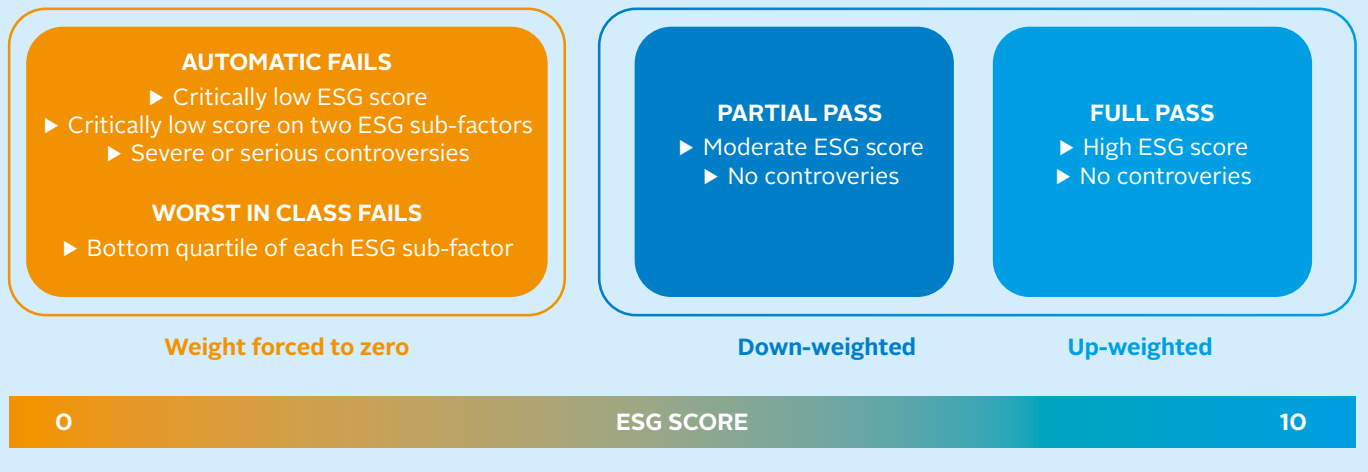 AUTOMATIC FAILS
▶ Critically low ESG score
▶ Critically low score on two ESG sub-factors
▶ Severe or serious controversies
WORST IN CLASS FAILS
▶ Bottom quartile of each ESG sub-factor
Weight forced to zero
PARTIAL PASS
▶ Moderate ESG score
▶ No controveries
Down-weighted
FULL PASS
▶ High ESG score
▶ No controveries
Up-weighted
0 ESG SCORE 10